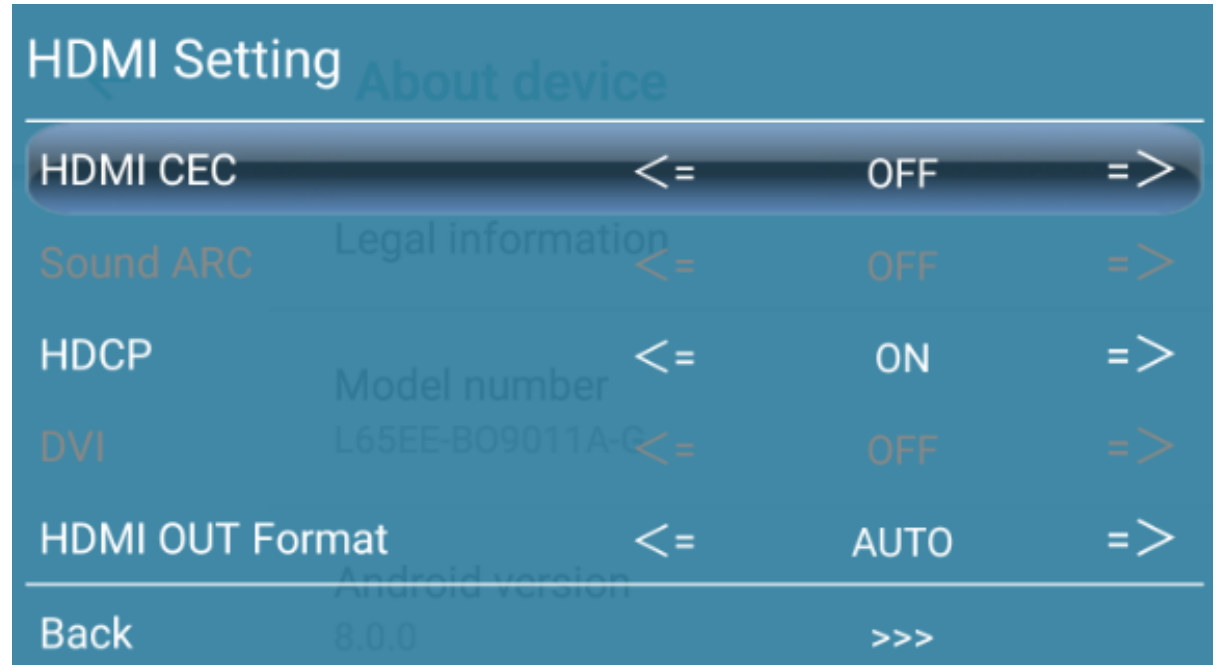 HDMI Setting
About device
HDMI CEC <= OFF =>
Legal information
Sound ARC <= OFF =>
HDCP <= ON =>
Model number
L65EE-BO9011A-G
DVI <= OFF =>
HDMI OUT Format <= AUTO =>
Android version
8.0.0
Back >>>